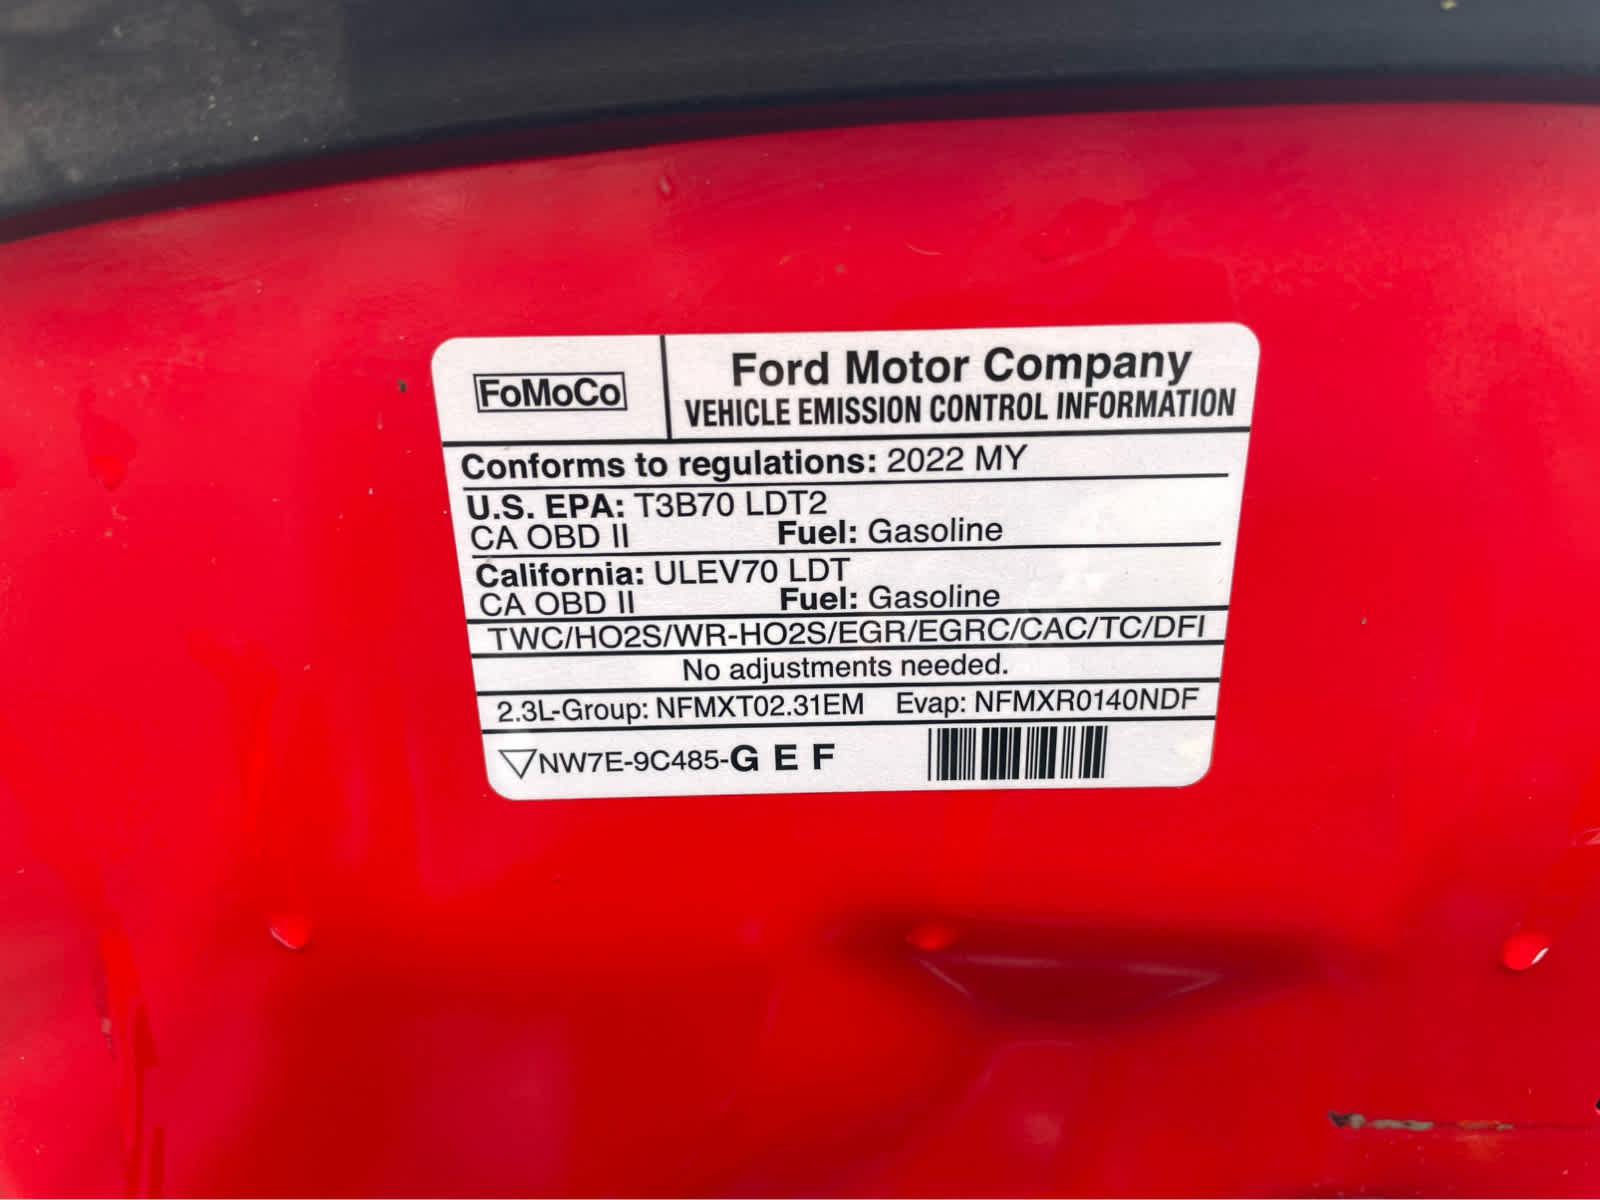 FoMoCo
Ford Motor Company
VEHICLE EMISSION CONTROL INFORMATION
Conforms to regulations: 2022 MY
U.S. EPA: T3B70 LDT2
CA OBD II Fuel: Gasoline
California: ULEV70 LDT
CA OBD II Fuel: Gasoline
TWC/HO2S/WR-HO2S/EGR/EGRC/CAC/TC/DFI
No adjustments needed.
2.3L-Group: NFMXT02.31EM Evap: NFMXR0140NDF
NW7E-9C485-G E F